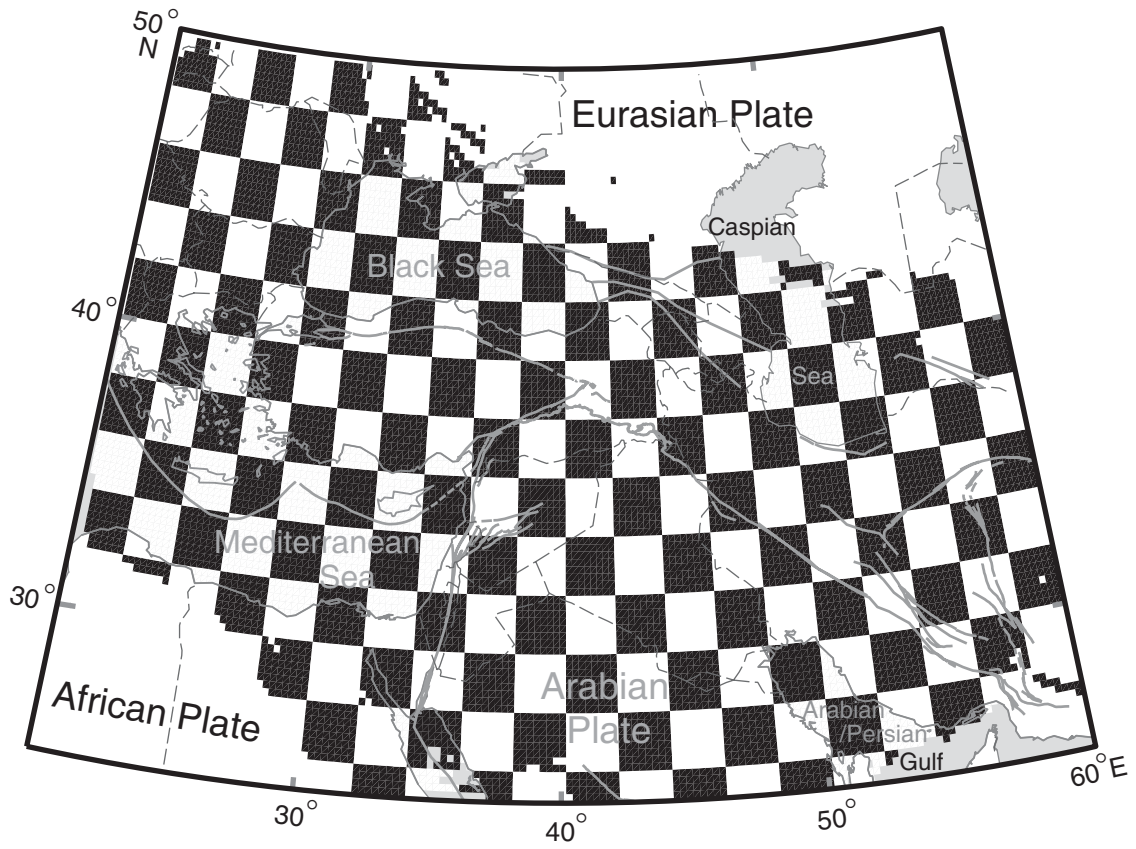 50°
N
Eurasian Plate
Caspian
Black Sea
40°
Sea
Mediterranean
Sea
30°
Arabian
Plate
African Plate
Arabian
/Persian
Gulf
60°E
30°
40°
50°